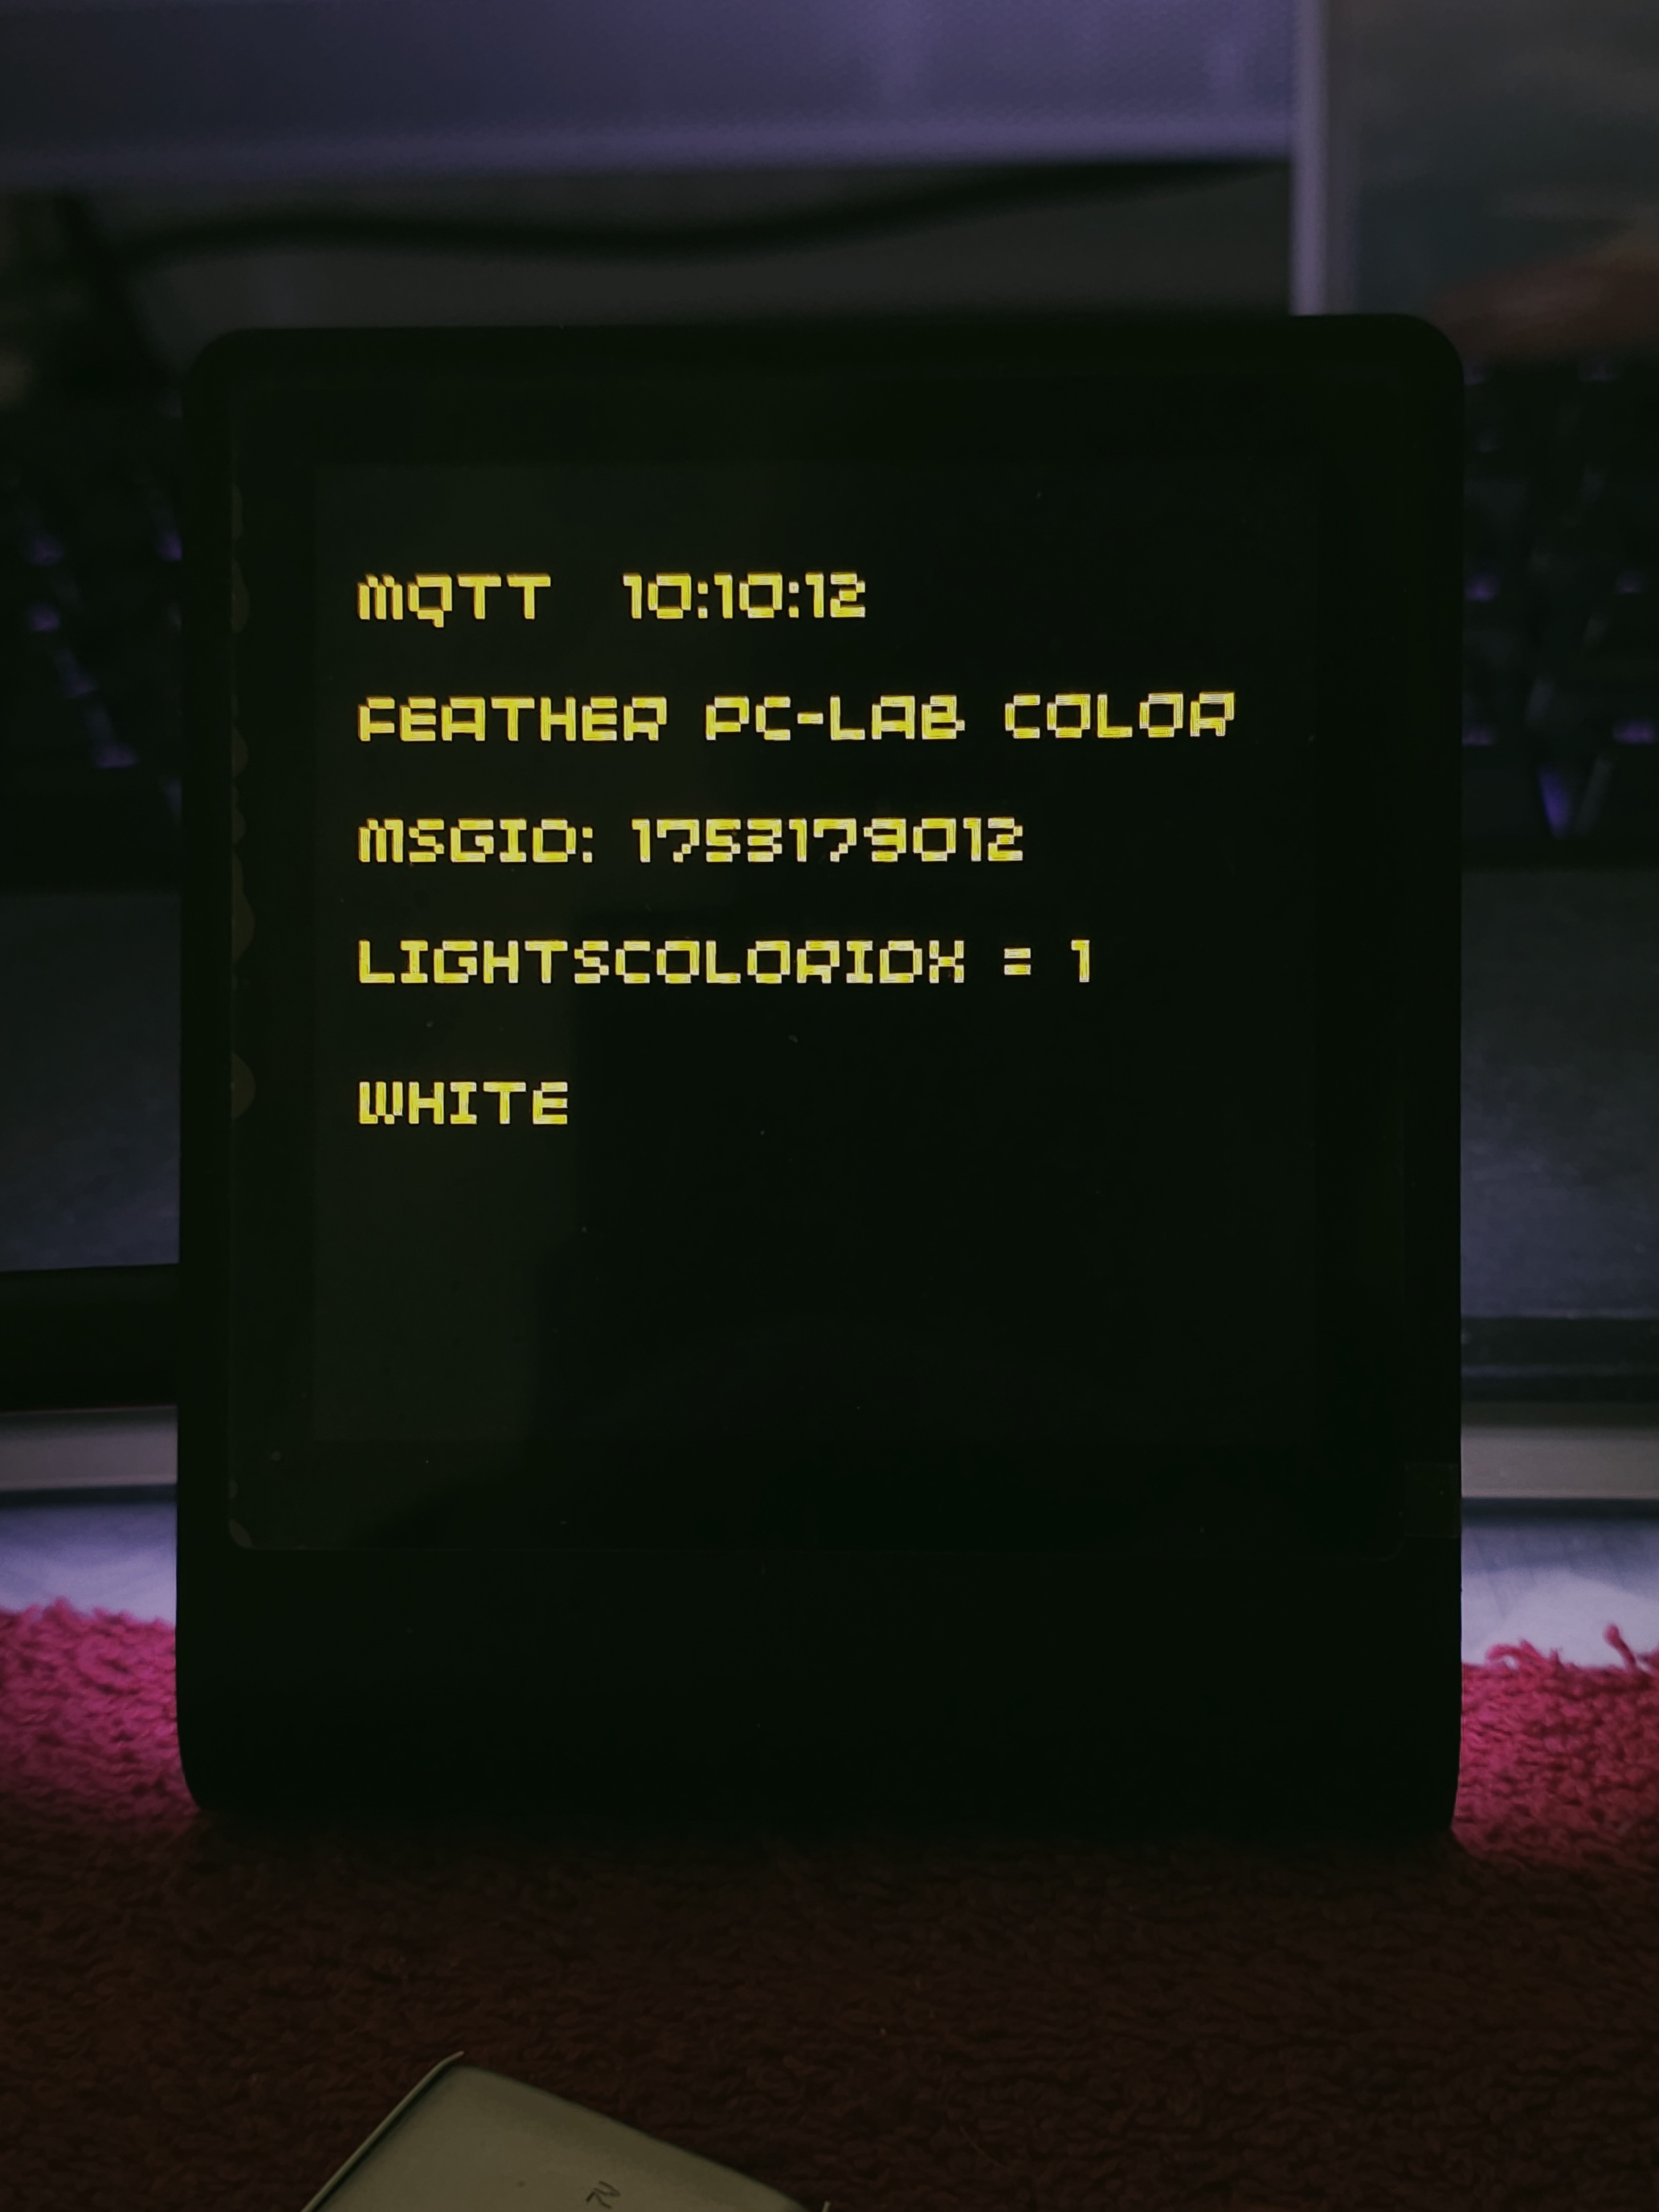 MQTT 10:10:12
FEATHER PC-LAB COLOR
MSGID: 1753179012
LIGHTSCOLORIDX = 1
WHITE